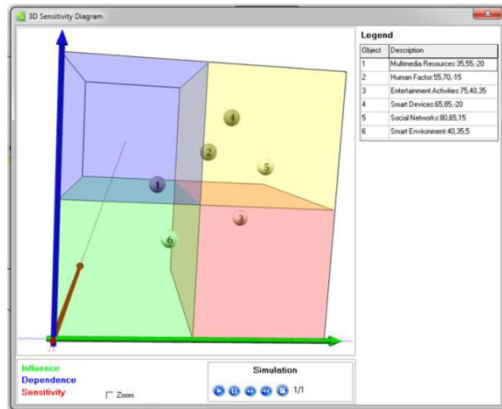 3D Sensitivity Diagram
Legend
Object Description
1 Multimedia Resources:35,55,-20
2 Human Factor:55,70,-15
3 Entertainment Activities:75,40,35
4 Smart Devices:65,85,-20
5 Social Networks:80,65,15
6 Smart Environment:40,35,5
4
2
5
1
3
6
Influence
Dependence
Sensitivity
Zoom
Simulation
1/1